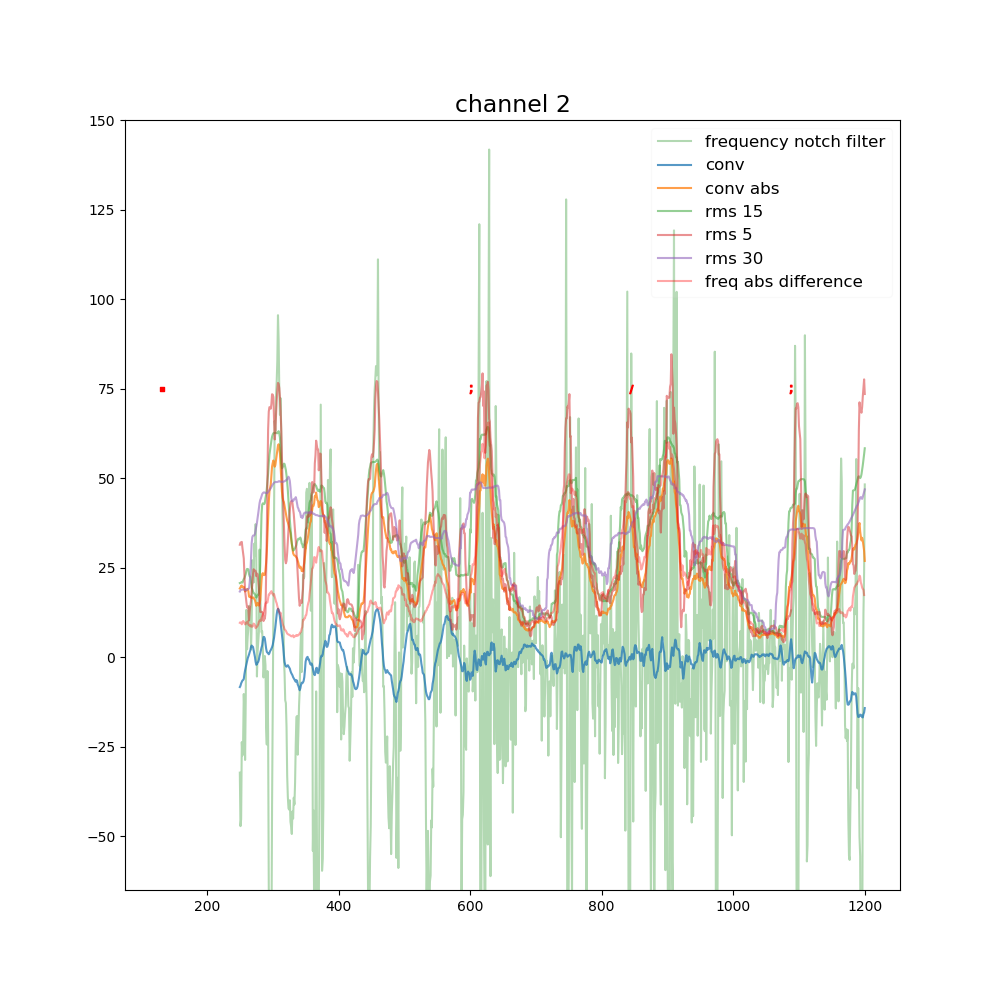 channel 2
150
125
100
75
50
25
0
−25
−50
frequency notch filter
conv
conv abs
rms 15
rms 5
rms 30
freq abs difference
. ; / ;
200 400 600 800 1000 1200